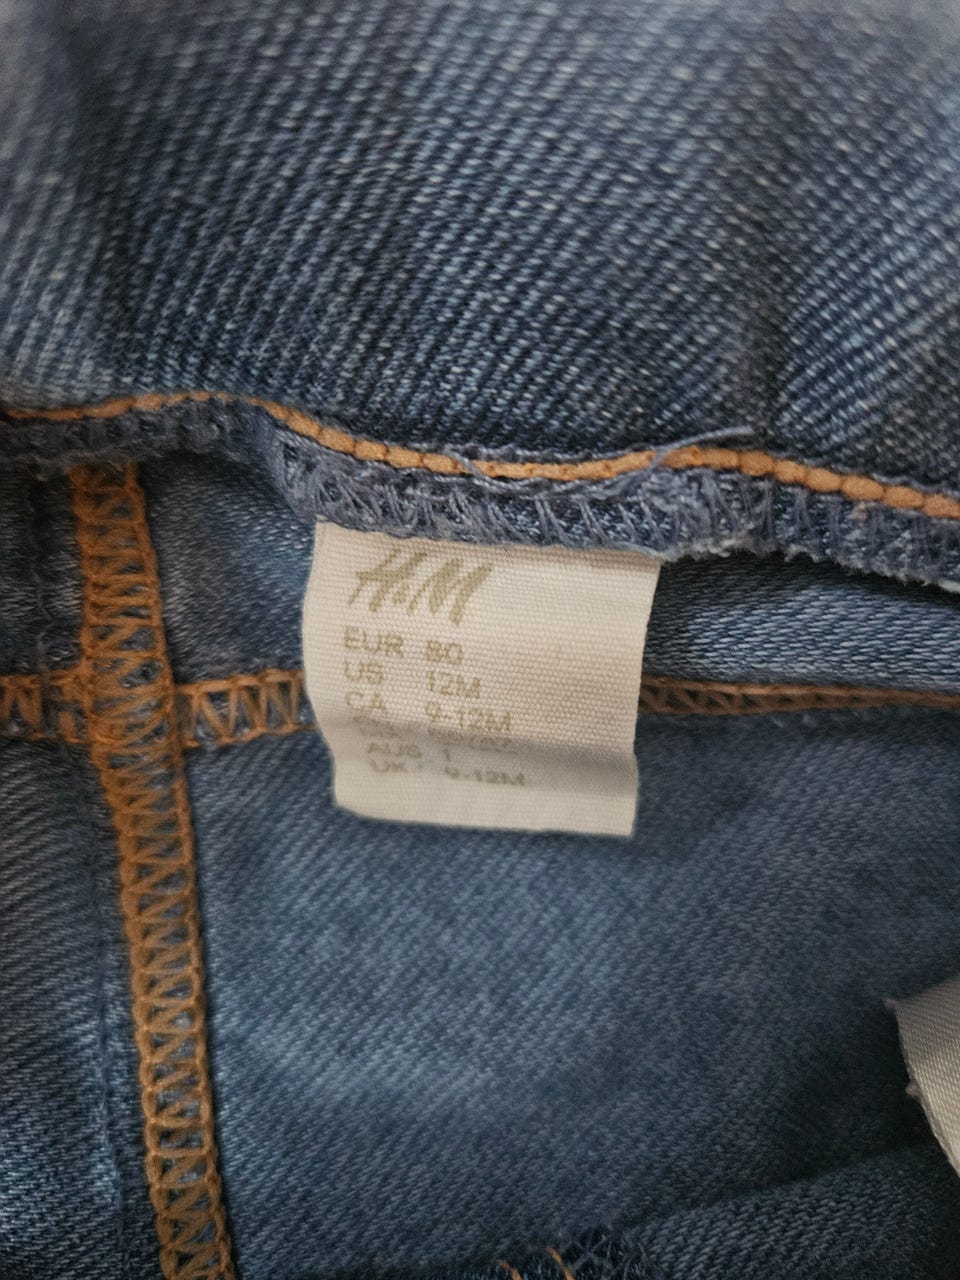 H&M
EUR 80
US 12M
CA 9-12M
AUS 1
UK 9-12M